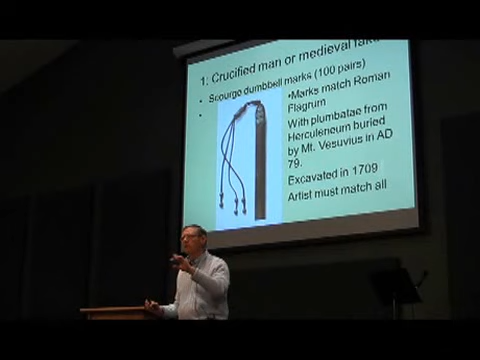 1. Crucified man or medieval fake
• Scourge dumbbell marks (100 pairs)
• •Marks match Roman
Flagrum
With plumbatae from
Herculeneum buried
by Mt. Vesuvius in AD
79.
Excavated in 1709
Artist must match all